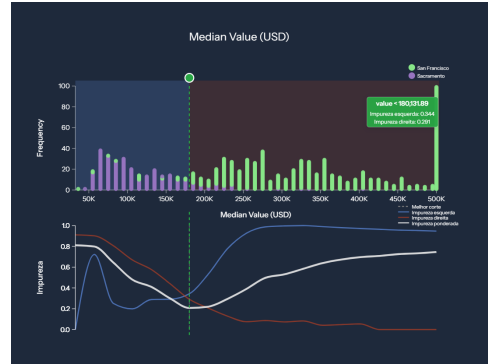 Median Value (USD)
San Francisco
Sacramento
value < 180,131.89
Impureza esquerda: 0.344
Impureza direita: 0.291
Frequency
100
80
60
40
20
0
50K
100K
150K
200K
250K
300K
350K
400K
450K
500K
Median Value (USD)
Melhor corte
Impureza esquerda
Impureza direita
Impureza ponderada
Impureza
1.0
0.8
0.6
0.4
0.2
0.0